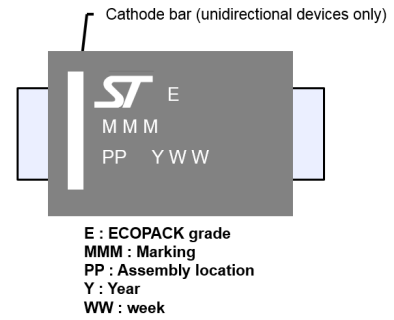 Cathode bar (unidirectional devices only)
ST E
M M M
PP Y W W
E : ECOPACK grade
MMM : Marking
PP : Assembly location
Y : Year
WW : week